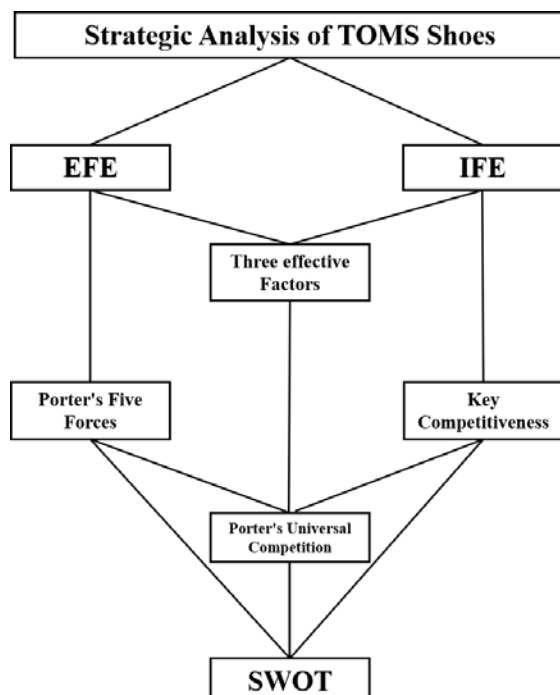 Strategic Analysis of TOMS Shoes
EFE
IFE
Three effective
Factors
Porter's Five
Forces
Key
Competitiveness
Porter's Universal
Competition
SWOT